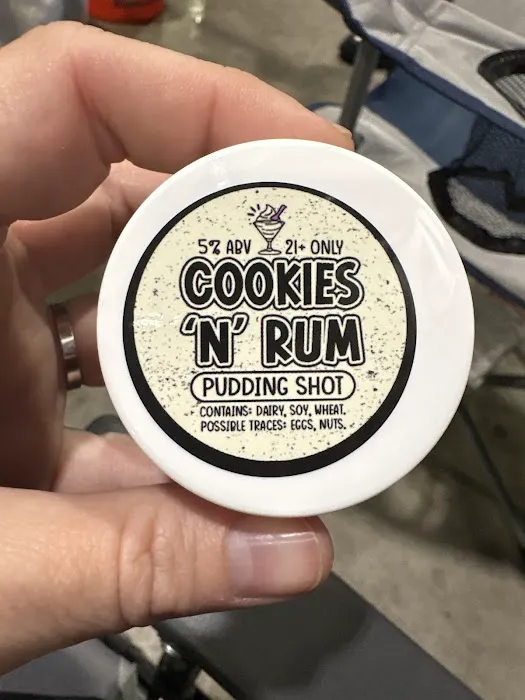 5% ABV 21+ ONLY
COOKIES
'N' RUM
PUDDING SHOT
CONTAINS: DAIRY, SOY, WHEAT.
POSSIBLE TRACES: EGGS, NUTS.